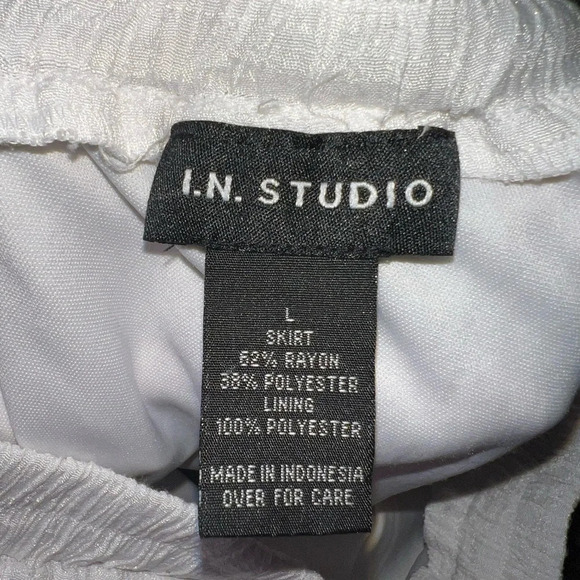 I.N. STUDIO
L
SKIRT
62% RAYON
38% POLYESTER
LINING
100% POLYESTER
MADE IN INDONESIA
OVER FOR CARE